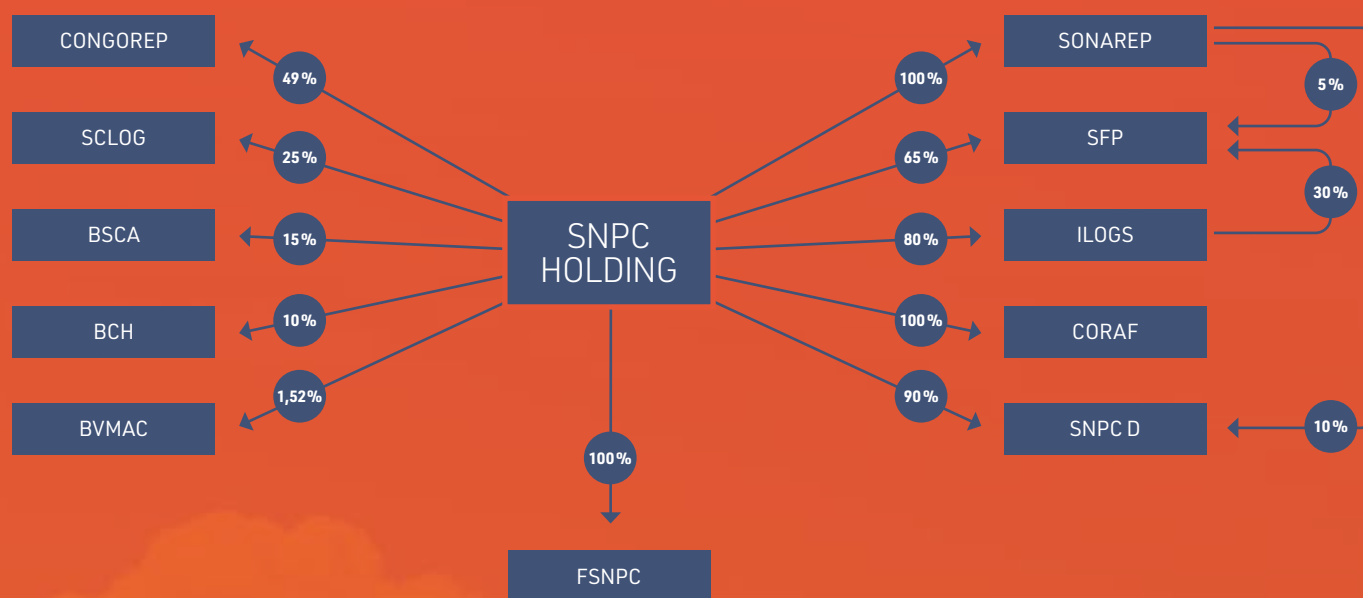 CONGOREP
49%
SCLOG
25%
BSCA
15%
BCH
10%
BVMAC
1,52%
SNPC
HOLDING
100%
FSNPC
SONAREP
100%
5%
SFP
65%
30%
ILOGS
80%
CORAF
100%
SNPC D
90%
10%